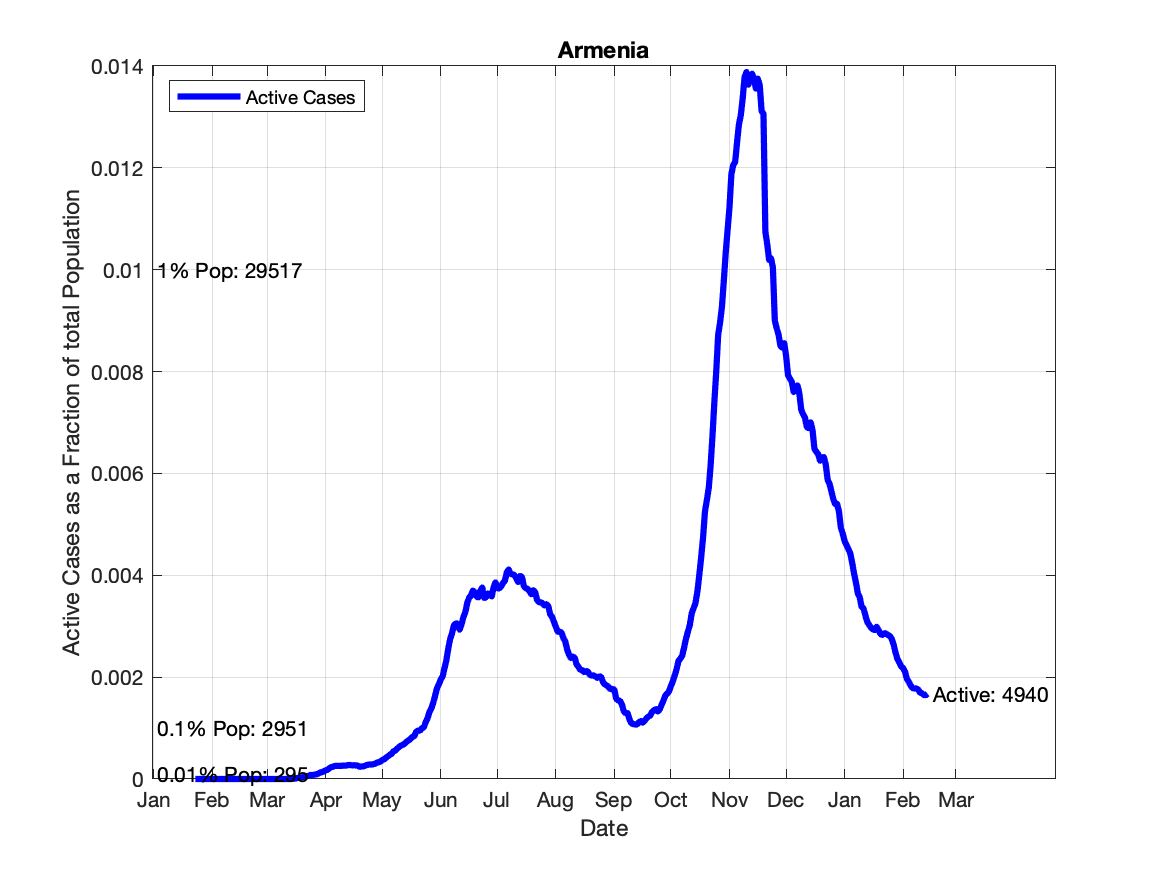 Armenia
Active Cases
0.014
0.012
0.01
0.008
0.006
0.004
0.002
0
1% Pop: 29517
0.1% Pop: 2951
0.01% Pop: 295
Active: 4940
Active Cases as a Fraction of total Population
Jan Feb Mar Apr May Jun Jul Aug Sep Oct Nov Dec Jan Feb Mar
Date